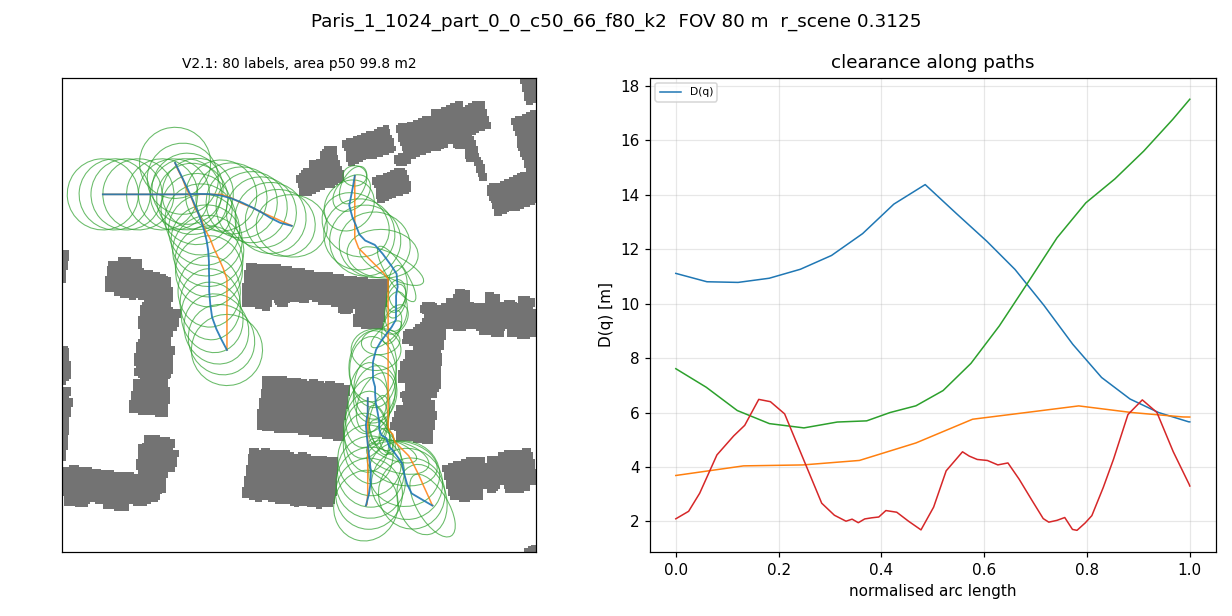 Paris_1_1024_part_0_0_c50_66_f80_k2  FOV 80 m  r_scene 0.3125
V2.1: 80 labels, area p50 99.8 m2
clearance along paths
D(q)
18
16
14
12
10
8
6
4
2
D(q) [m]
0.0 0.2 0.4 0.6 0.8 1.0
normalised arc length